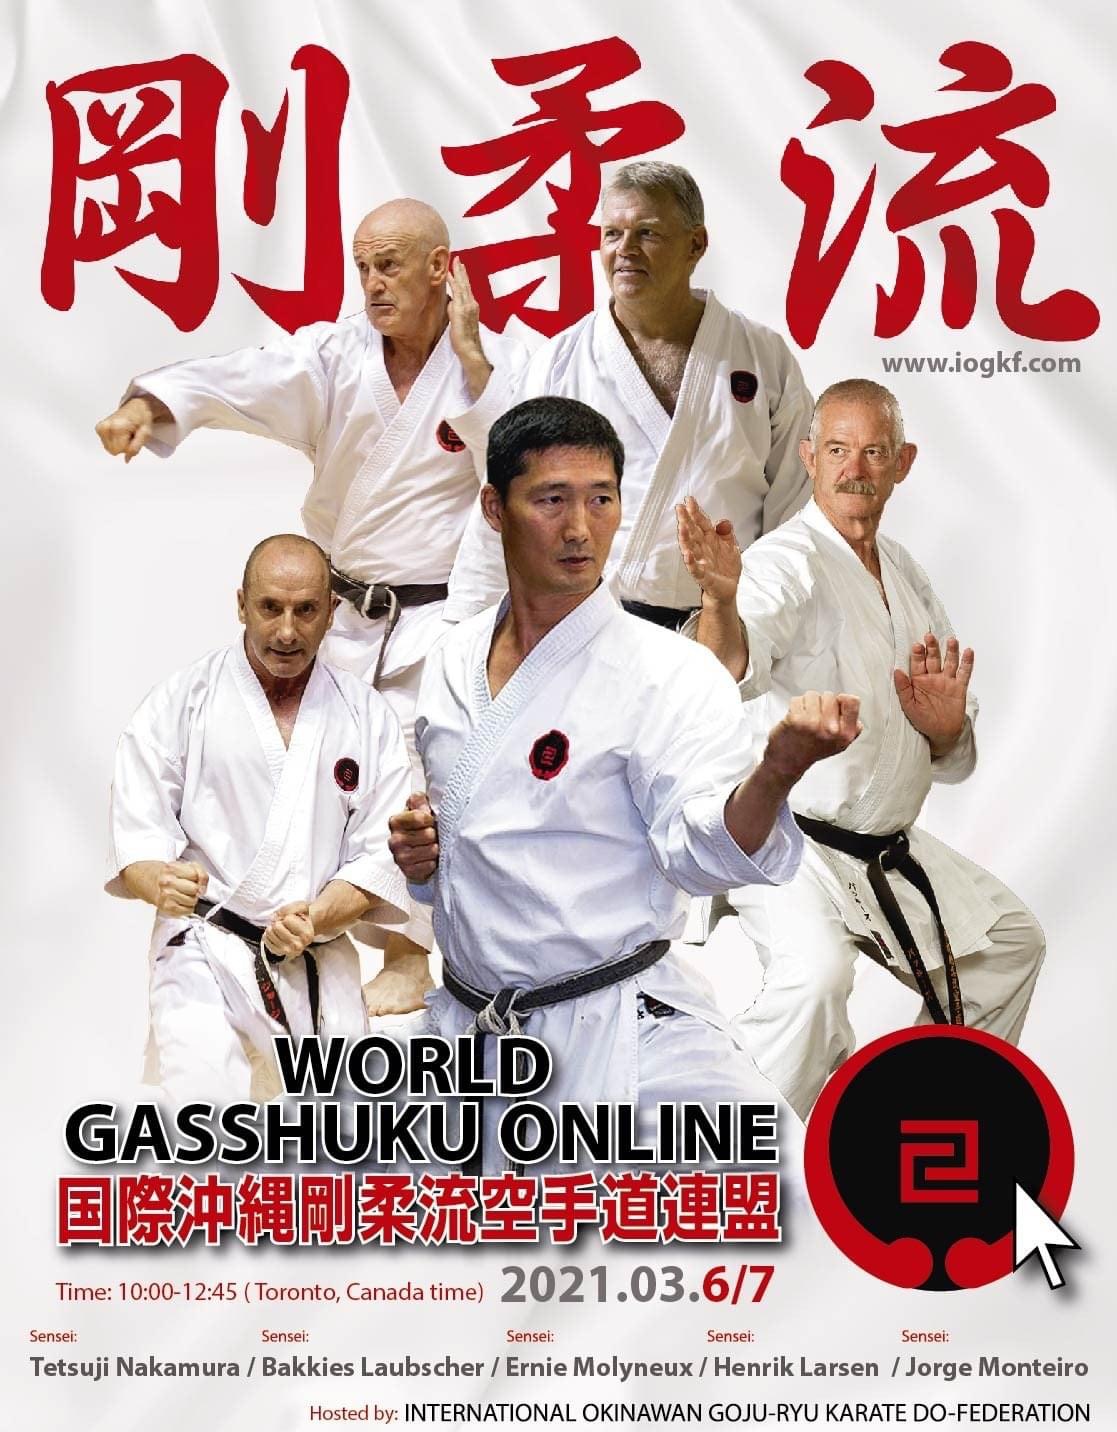 剛柔流
www.iogkf.com
WORLD
GASSHUKU ONLINE
国際沖縄剛柔流空手道連盟
Time: 10:00-12:45 ( Toronto, Canada time) 2021.03.6/7
Sensei: Sensei: Sensei: Sensei: Sensei:
Tetsuji Nakamura / Bakkies Laubscher / Ernie Molyneux / Henrik Larsen / Jorge Monteiro
Hosted by: INTERNATIONAL OKINAWAN GOJU-RYU KARATE DO-FEDERATION